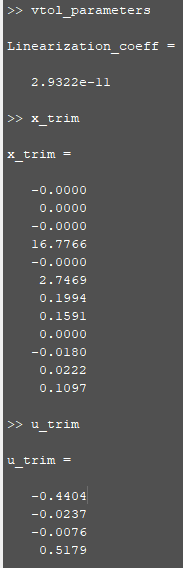 >> vtol_parameters
Linearization_coeff =
2.9322e-11
>> x_trim
x_trim =
-0.0000
0.0000
-0.0000
16.7766
-0.0000
2.7469
0.1994
0.1591
0.0000
-0.0180
0.0222
0.1097
>> u_trim
u_trim =
-0.4404
-0.0237
-0.0076
0.5179